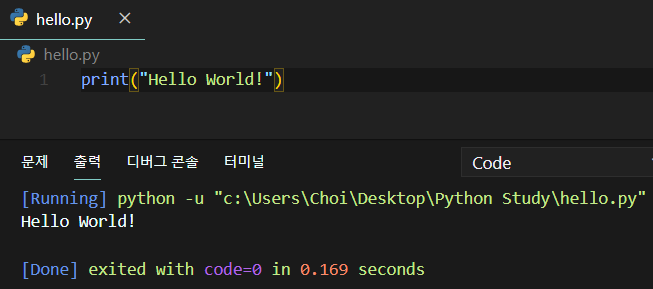 hello.py
hello.py
1 print("Hello World!")
문제 출력 디버그 콘솔 터미널 Code
[Running] python -u "c:\Users\Choi\Desktop\Python Study\hello.py"
Hello World!
[Done] exited with code=0 in 0.169 seconds